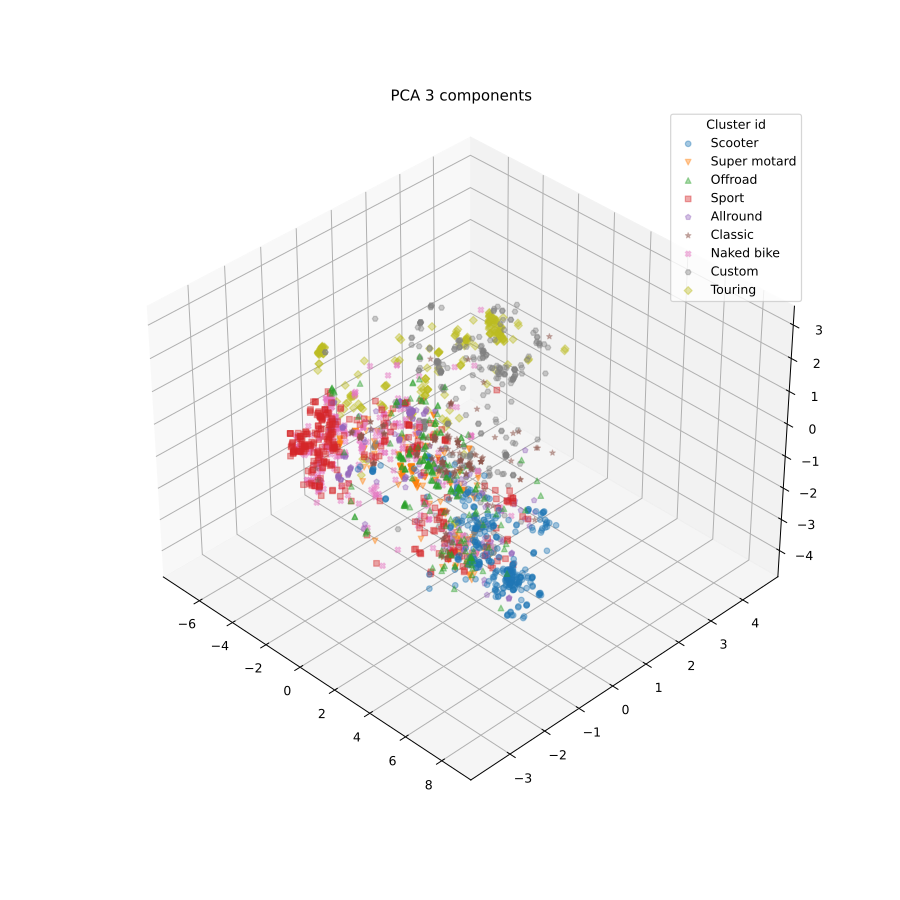 PCA 3 components
Cluster id
Scooter
Super motard
Offroad
Sport
Allround
Classic
Naked bike
Custom
Touring
3
2
1
0
−1
−2
−3
−4
−6
−4
−2
0
2
4
6
8
−3
−2
−1
0
1
2
3
4